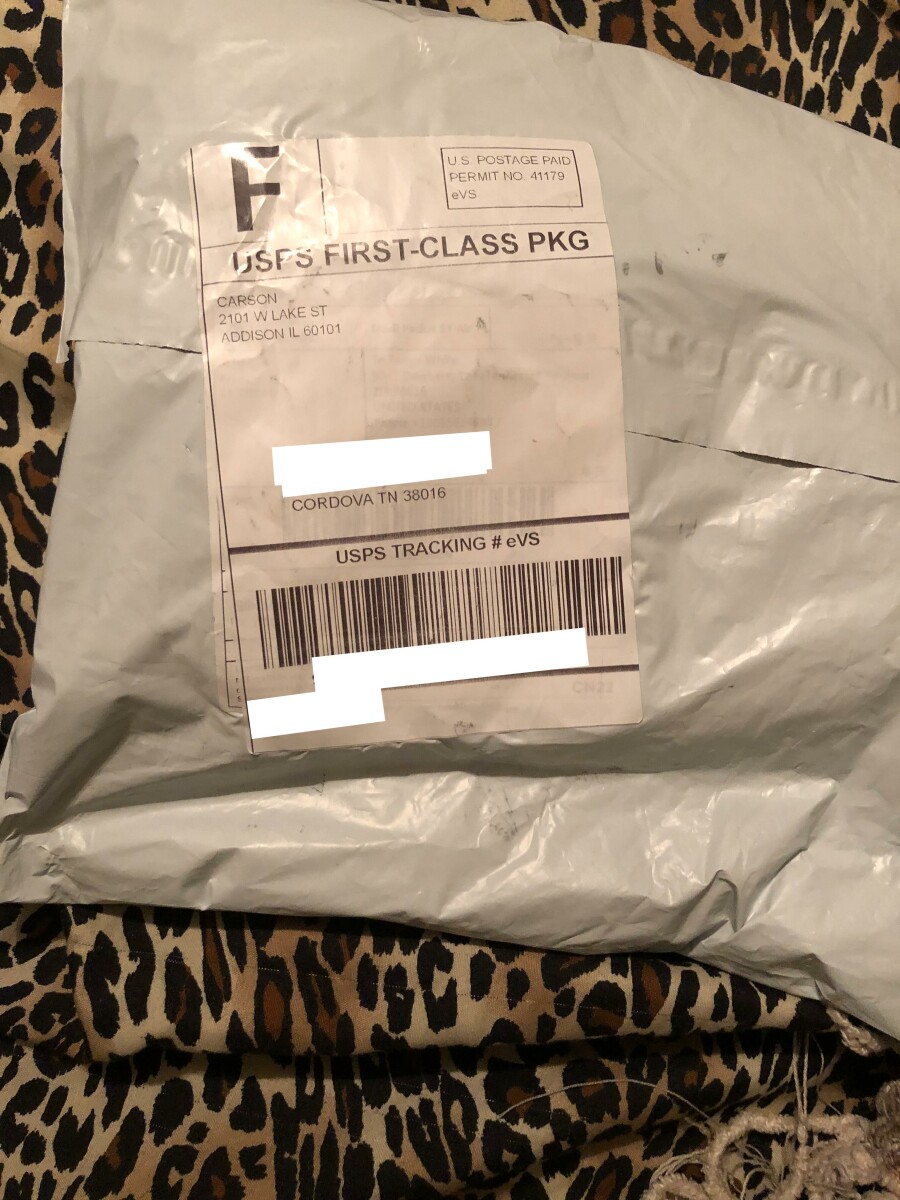 F
U.S. POSTAGE PAID
PERMIT NO. 41179
eVS
USPS FIRST-CLASS PKG
CARSON
2101 W LAKE ST
ADDISON IL 60101
CORDOVA TN 38016
USPS TRACKING # eVS
CN22